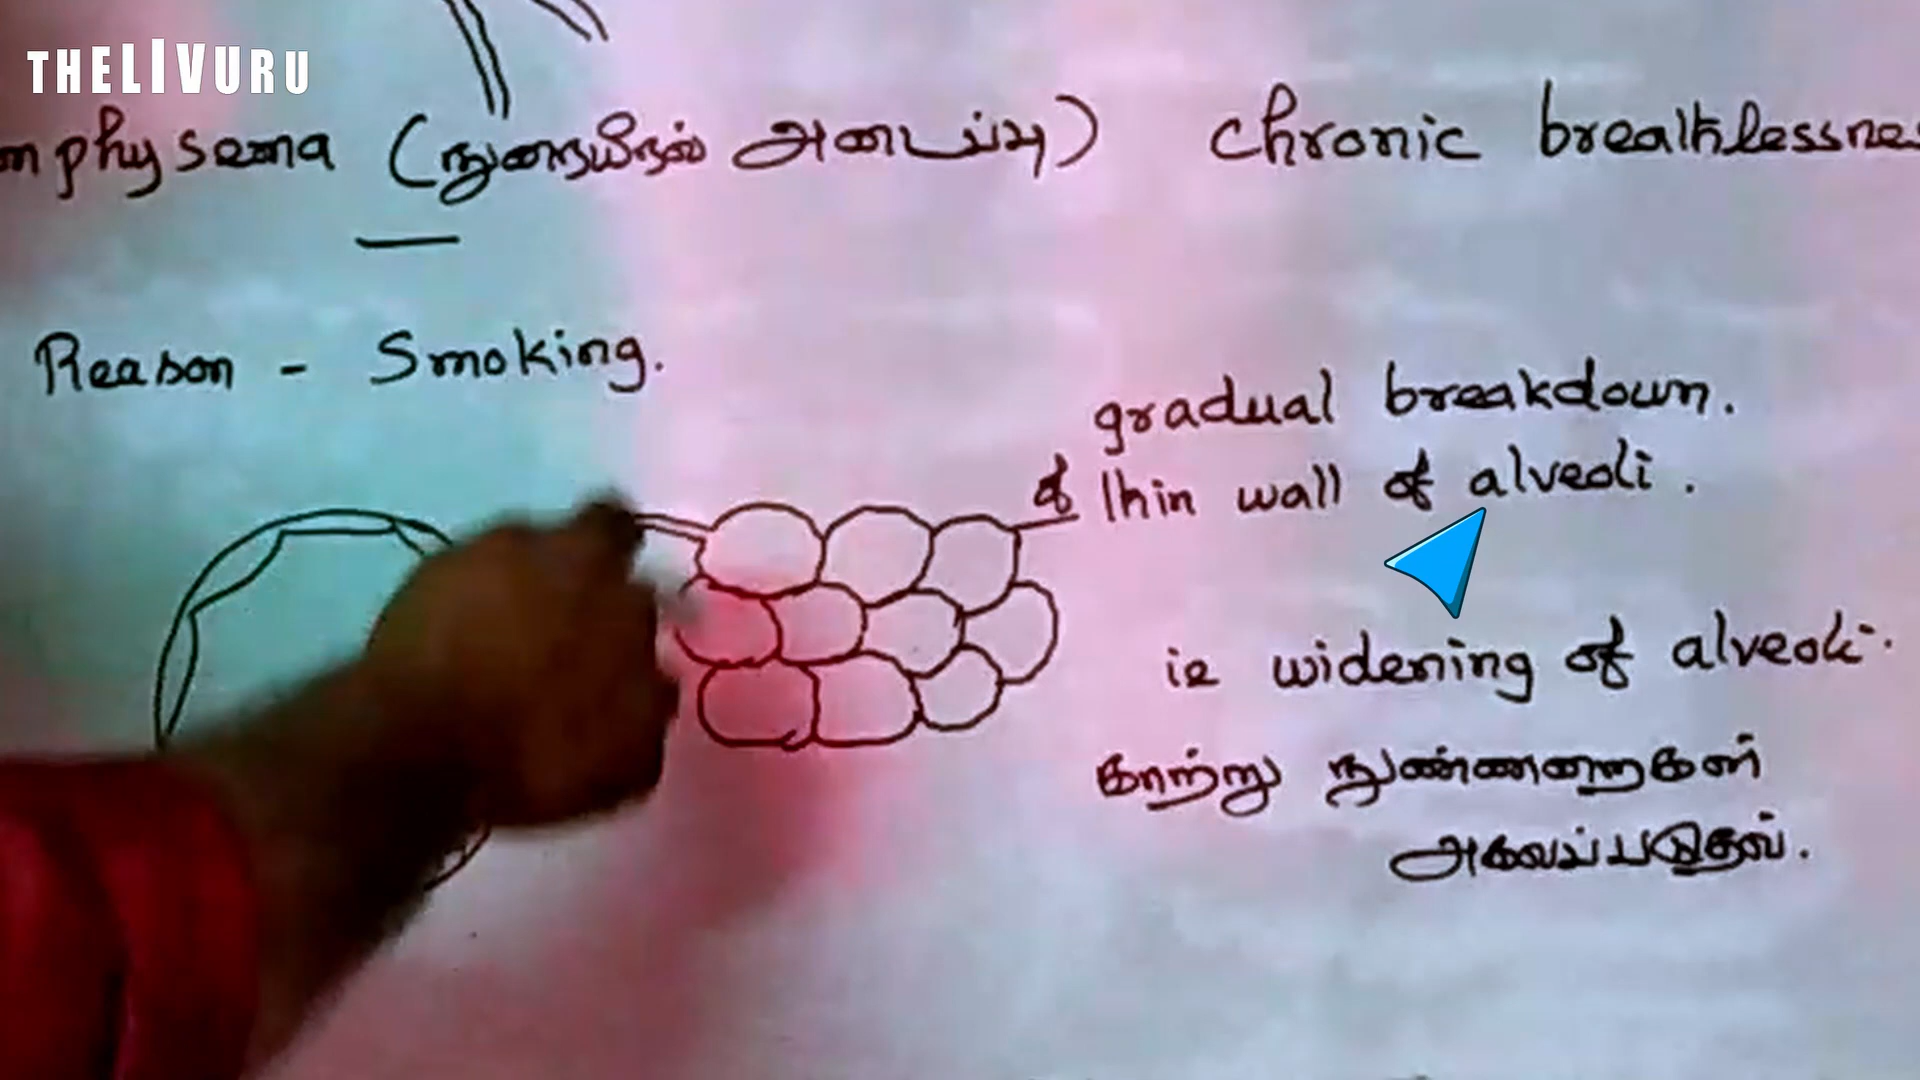 THELIVURU
mphysema (நுரையீரல் அடைப்பு) chronic breathlessnes
Reason - Smoking.
gradual breakdown.
of thin wall of alveoli.
ie widening of alveoli.
காற்று நுண்ணறைகள்
அகலப்படுதல்.